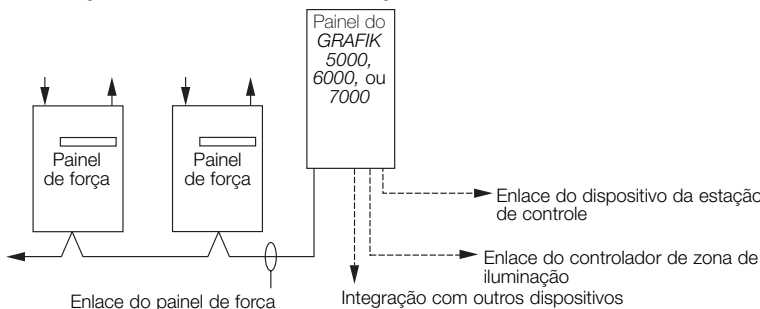 Painel do
GRAFIK
5000,
6000, ou
7000
Painel
de força
Painel
de força
Enlace do dispositivo da estação
de controle
Enlace do controlador de zona de
iluminação
Enlace do painel de força
Integração com outros dispositivos